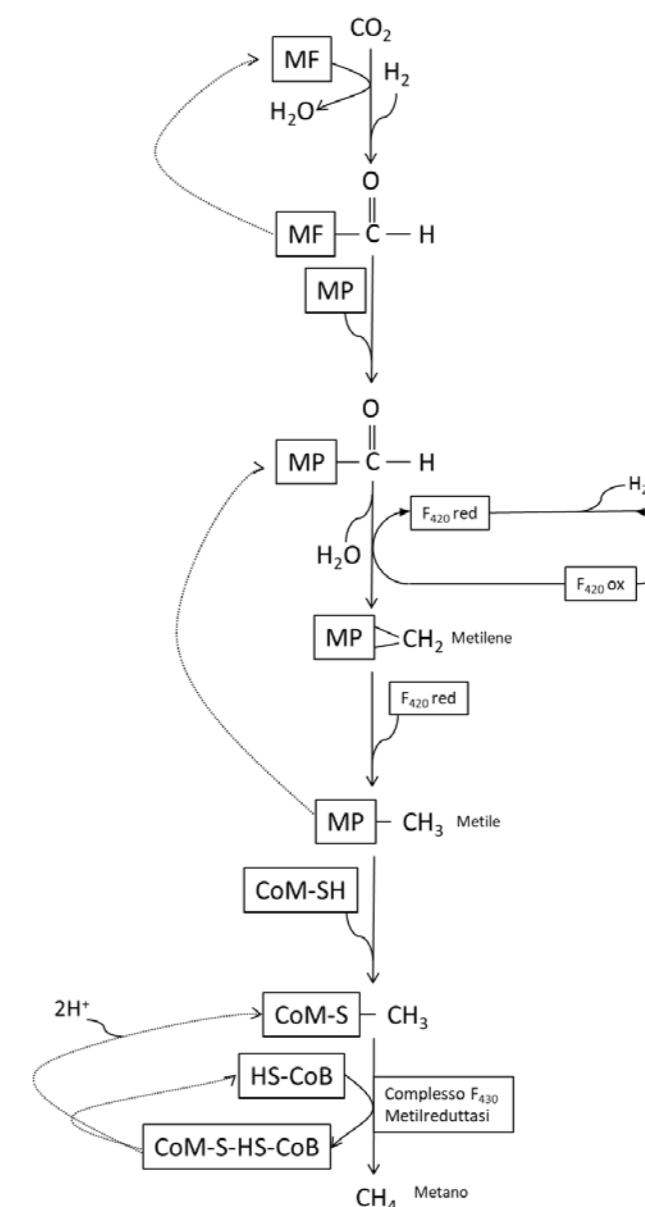 CO₂
MF
H₂
H₂O
O
MF — C — H
MP
O
MP — C — H
H₂
F₄₂₀ red
H₂O
F₄₂₀ ox
MP CH₂ Metilene
F₄₂₀ red
MP — CH₃ Metile
CoM-SH
2H⁺
CoM-S — CH₃
HS-CoB
Complesso F₄₃₀
Metilreduttasi
CoM-S-HS-CoB
CH₄ Metano